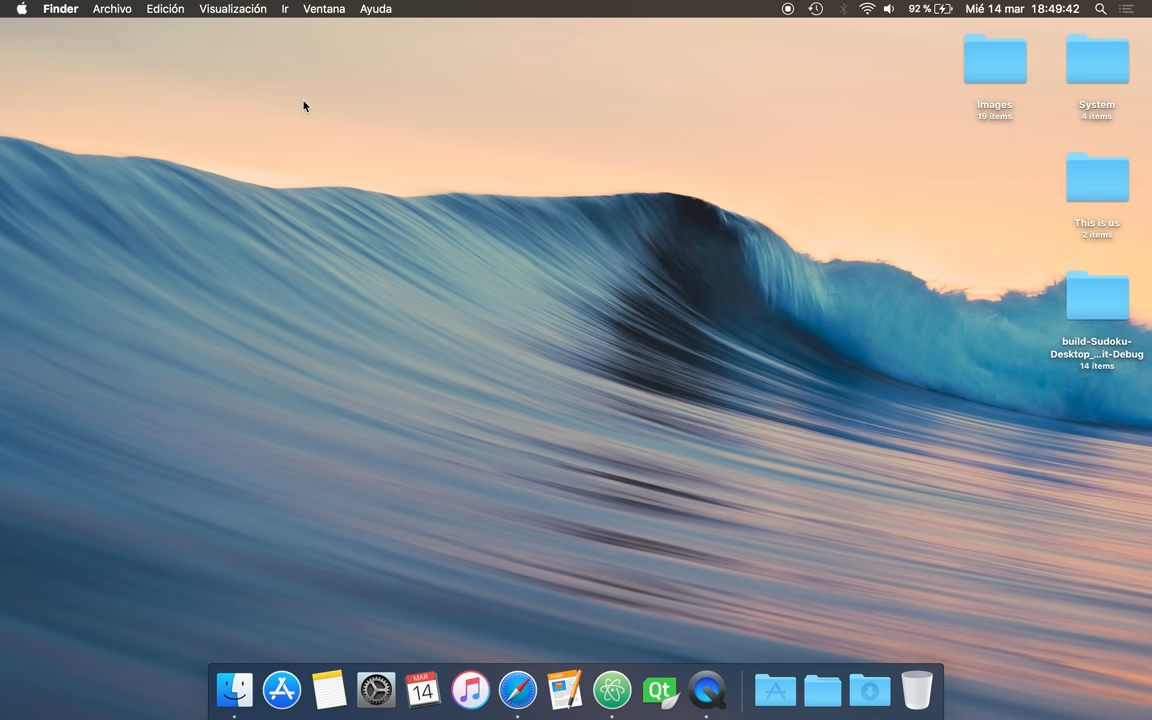 Finder Archivo Edición Visualización Ir Ventana Ayuda 92 % Mié 14 mar 18:49:42
Images
19 items
System
4 items
This is us
2 items
build-Sudoku-
Desktop_...it-Debug
14 items
MAR
14
Qt